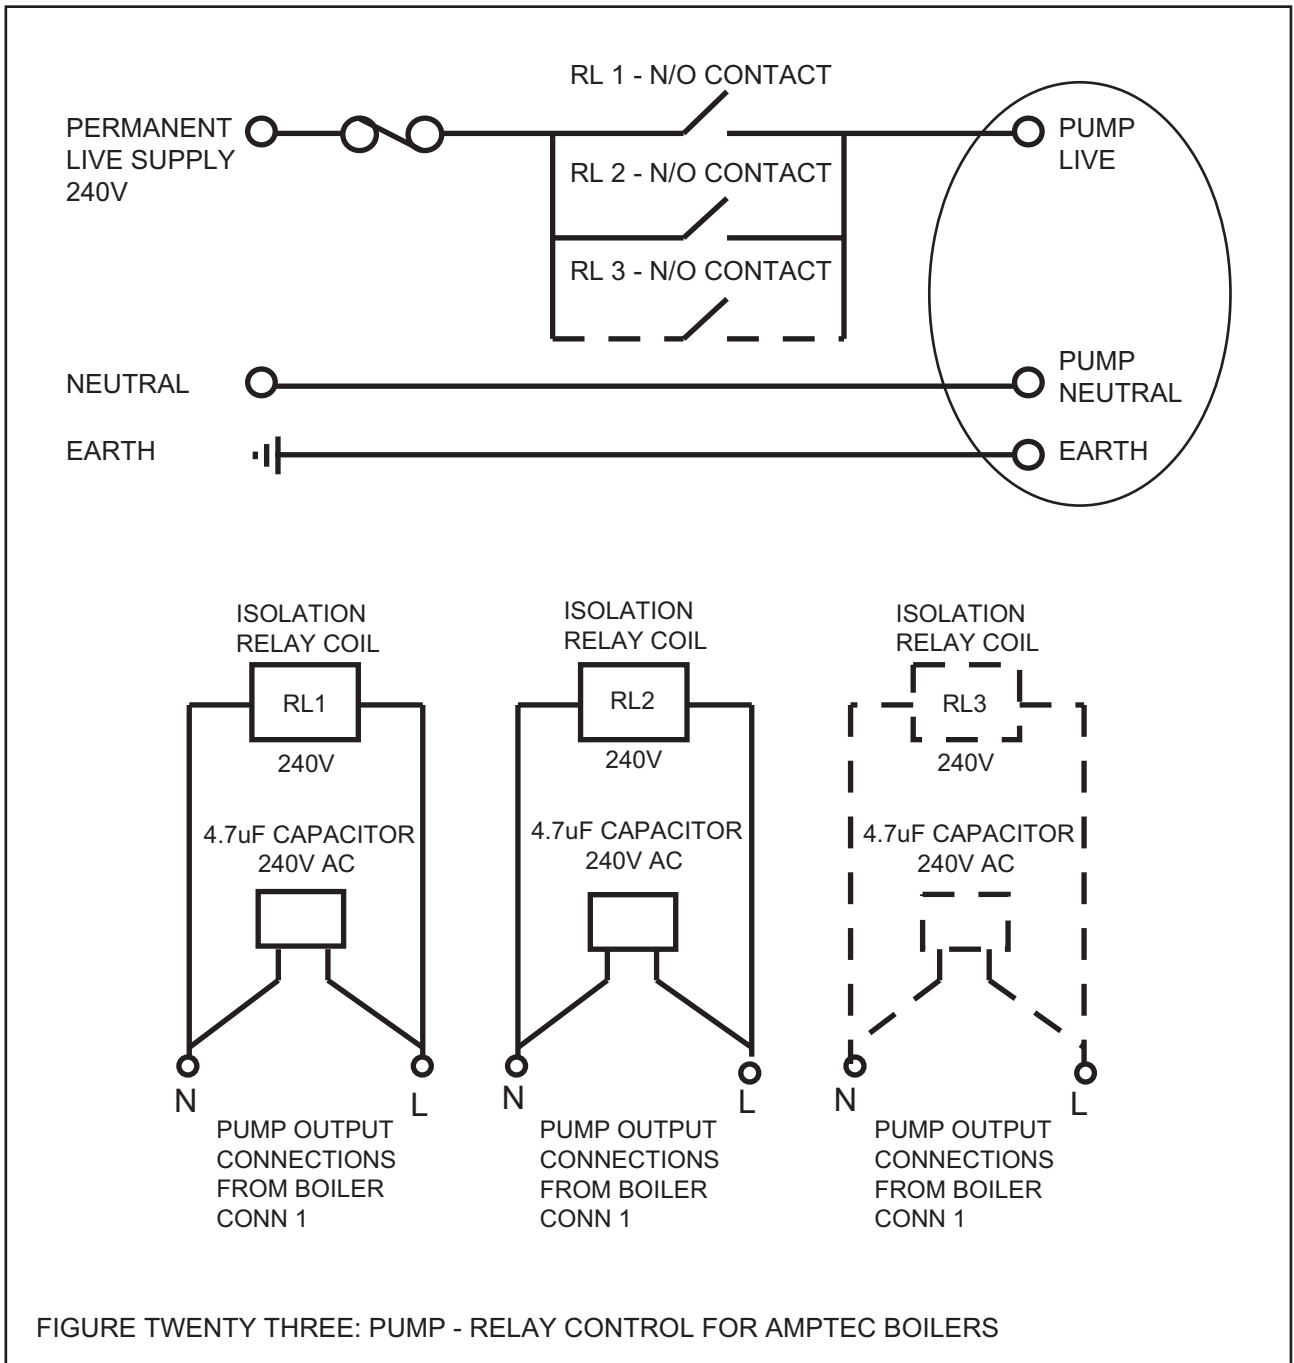 RL 1 - N/O CONTACT
PERMANENT
LIVE SUPPLY
240V
PUMP
LIVE
RL 2 - N/O CONTACT
RL 3 - N/O CONTACT
NEUTRAL
PUMP
NEUTRAL
EARTH
EARTH
ISOLATION
RELAY COIL
RL1
240V
4.7uF CAPACITOR
240V AC
N
L
PUMP OUTPUT
CONNECTIONS
FROM BOILER
CONN 1
ISOLATION
RELAY COIL
RL2
240V
4.7uF CAPACITOR
240V AC
N
L
PUMP OUTPUT
CONNECTIONS
FROM BOILER
CONN 1
ISOLATION
RELAY COIL
RL3
240V
4.7uF CAPACITOR
240V AC
N
L
PUMP OUTPUT
CONNECTIONS
FROM BOILER
CONN 1
FIGURE TWENTY THREE: PUMP - RELAY CONTROL FOR AMPTEC BOILERS